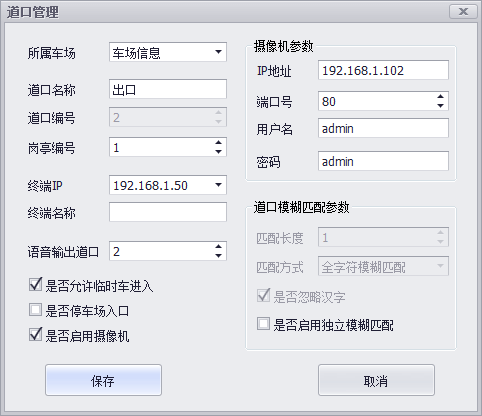 道口管理
所属车场 车场信息
道口名称 出口
道口编号 2
岗亭编号 1
终端IP 192.168.1.50
终端名称
语音输出道口 2
是否允许临时车进入
是否停车场入口
是否启用摄像机
摄像机参数
IP地址 192.168.1.102
端口号 80
用户名 admin
密码 admin
道口模糊匹配参数
匹配长度 1
匹配方式 全字符模糊匹配
是否忽略汉字
是否启用独立模糊匹配
保存
取消